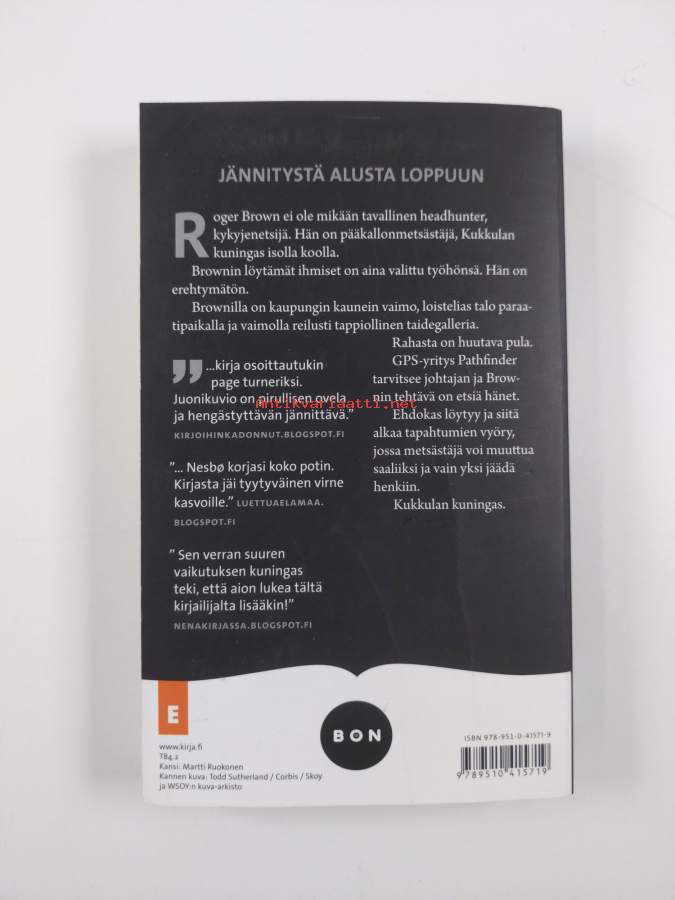 JÄNNITYSTÄ ALUSTA LOPPUUN
Roger Brown ei ole mikään tavallinen headhunter,
kykyjenetsijä. Hän on pääkallonmetsästäjä, Kukkulan
kuningas isolla koolla.
Brownin löytämät ihmiset on aina valittu työhönsä. Hän on
erehtymätön.
Brownilla on kaupungin kaunein vaimo, loistelias talo paraa-
tipaikalla ja vaimolla reilusti tappiollinen taidegalleria.
Rahasta on huutava pula.
GPS-yritys Pathfinder
tarvitsee johtajan ja Brow-
nin tehtävä on etsiä hänet.
Ehdokas löytyy ja siitä
alkaa tapahtumien vyöry,
jossa metsästäjä voi muuttua
saaliiksi ja vain yksi jäädä
henkiin.
Kukkulan kuningas.
”...kirja osoittautukin
page turneriksi.
Juonikuvio on pirullisen ovela
ja hengästyttävän jännittävä.”
KIRJOIHINKADONNUT.BLOGSPOT.FI
”... Nesbø korjasi koko potin.
Kirjasta jäi tyytyväinen virne
kasvoille.” LUETTUAELAMAA.
BLOGSPOT.FI
” Sen verran suuren
vaikutuksen kuningas
teki, että aion lukea tältä
kirjailijalta lisääkin!”
NENAKIRJASSA.BLOGSPOT.FI
Antikvariaatti.net
E
BON
www.kirja.fi
T84.2
Kansi: Martti Ruokonen
Kannen kuva: Todd Sutherland / Corbis / Skoy
ja WSOY:n kuva-arkisto
ISBN 978-951-0-41571-9
9 789510 415719